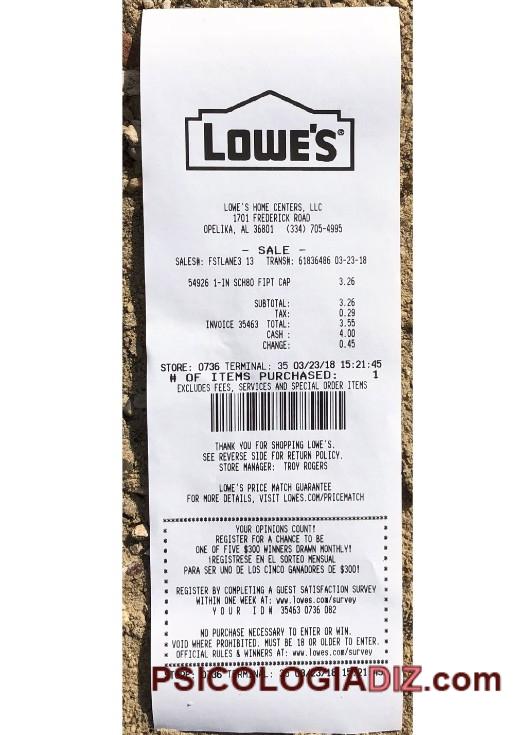 LOWE'S®
LOWE'S HOME CENTERS, LLC
1701 FREDERICK ROAD
OPELIKA, AL 36801 (334) 705-4995
- SALE -
SALES#: FSTLANE3 13 TRANS#: 61836486 03-23-18
54926 1-IN SCH80 FIPT CAP 3.26
SUBTOTAL: 3.26
TAX: 0.29
INVOICE 35463 TOTAL: 3.55
CASH : 4.00
CHANGE: 0.45
STORE: 0736 TERMINAL: 35 03/23/18 15:21:45
# OF ITEMS PURCHASED: 1
EXCLUDES FEES, SERVICES AND SPECIAL ORDER ITEMS
THANK YOU FOR SHOPPING LOWE'S.
SEE REVERSE SIDE FOR RETURN POLICY.
STORE MANAGER: TROY ROGERS
LOWE'S PRICE MATCH GUARANTEE
FOR MORE DETAILS, VISIT LOWES.COM/PRICEMATCH
YOUR OPINIONS COUNT!
REGISTER FOR A CHANCE TO BE
ONE OF FIVE $300 WINNERS DRAWN MONTHLY!
¡REGISTRESE EN EL SORTEO MENSUAL
PARA SER UNO DE LOS CINCO GANADORES DE $300!
REGISTER BY COMPLETING A GUEST SATISFACTION SURVEY
WITHIN ONE WEEK AT: www.lowes.com/survey
Y O U R I D # 35463 0736 082
NO PURCHASE NECESSARY TO ENTER OR WIN.
VOID WHERE PROHIBITED. MUST BE 18 OR OLDER TO ENTER.
OFFICIAL RULES & WINNERS AT: www.lowes.com/survey
STORE: 0736 TERMINAL: 35 03/23/18 15:21:45
PSICOLOGIADIZ.com